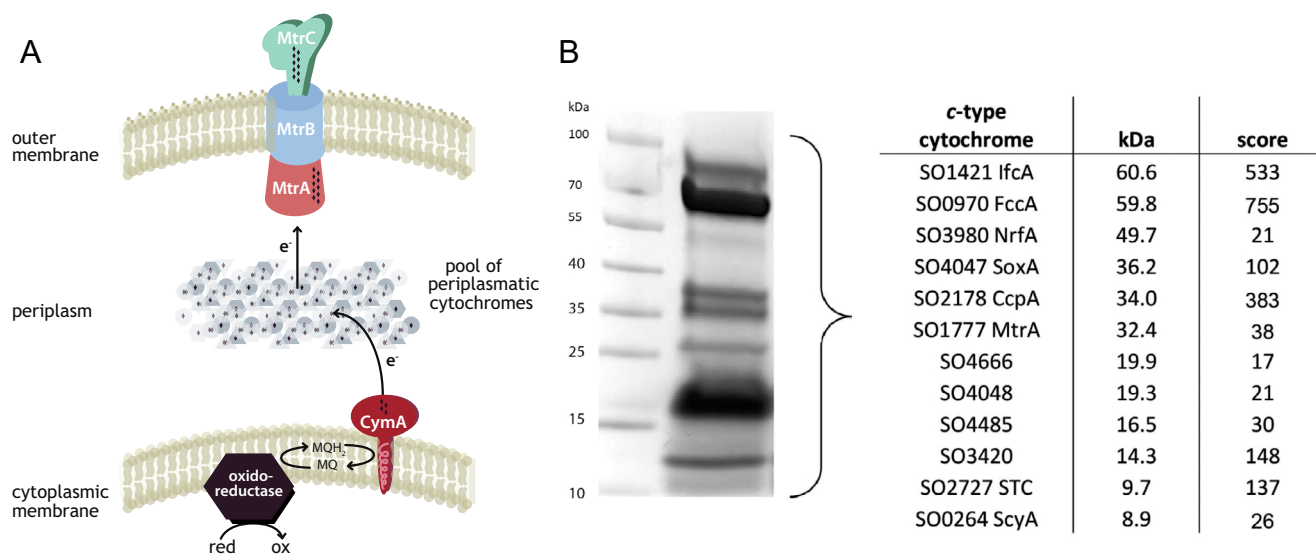 A
MtrC
MtrB
MtrA
outer
membrane
e-
pool of
periplasmatic
cytochromes
periplasm
e-
CymA
MQH2
MQ
oxido-
reductase
cytoplasmic
membrane
red ox
B
kDa
100
70
55
40
35
25
15
10
c-type
cytochrome kDa score
SO1421 IfcA 60.6 533
SO0970 FccA 59.8 755
SO3980 NrfA 49.7 21
SO4047 SoxA 36.2 102
SO2178 CcpA 34.0 383
SO1777 MtrA 32.4 38
SO4666 19.9 17
SO4048 19.3 21
SO4485 16.5 30
SO3420 14.3 148
SO2727 STC 9.7 137
SO0264 ScyA 8.9 26